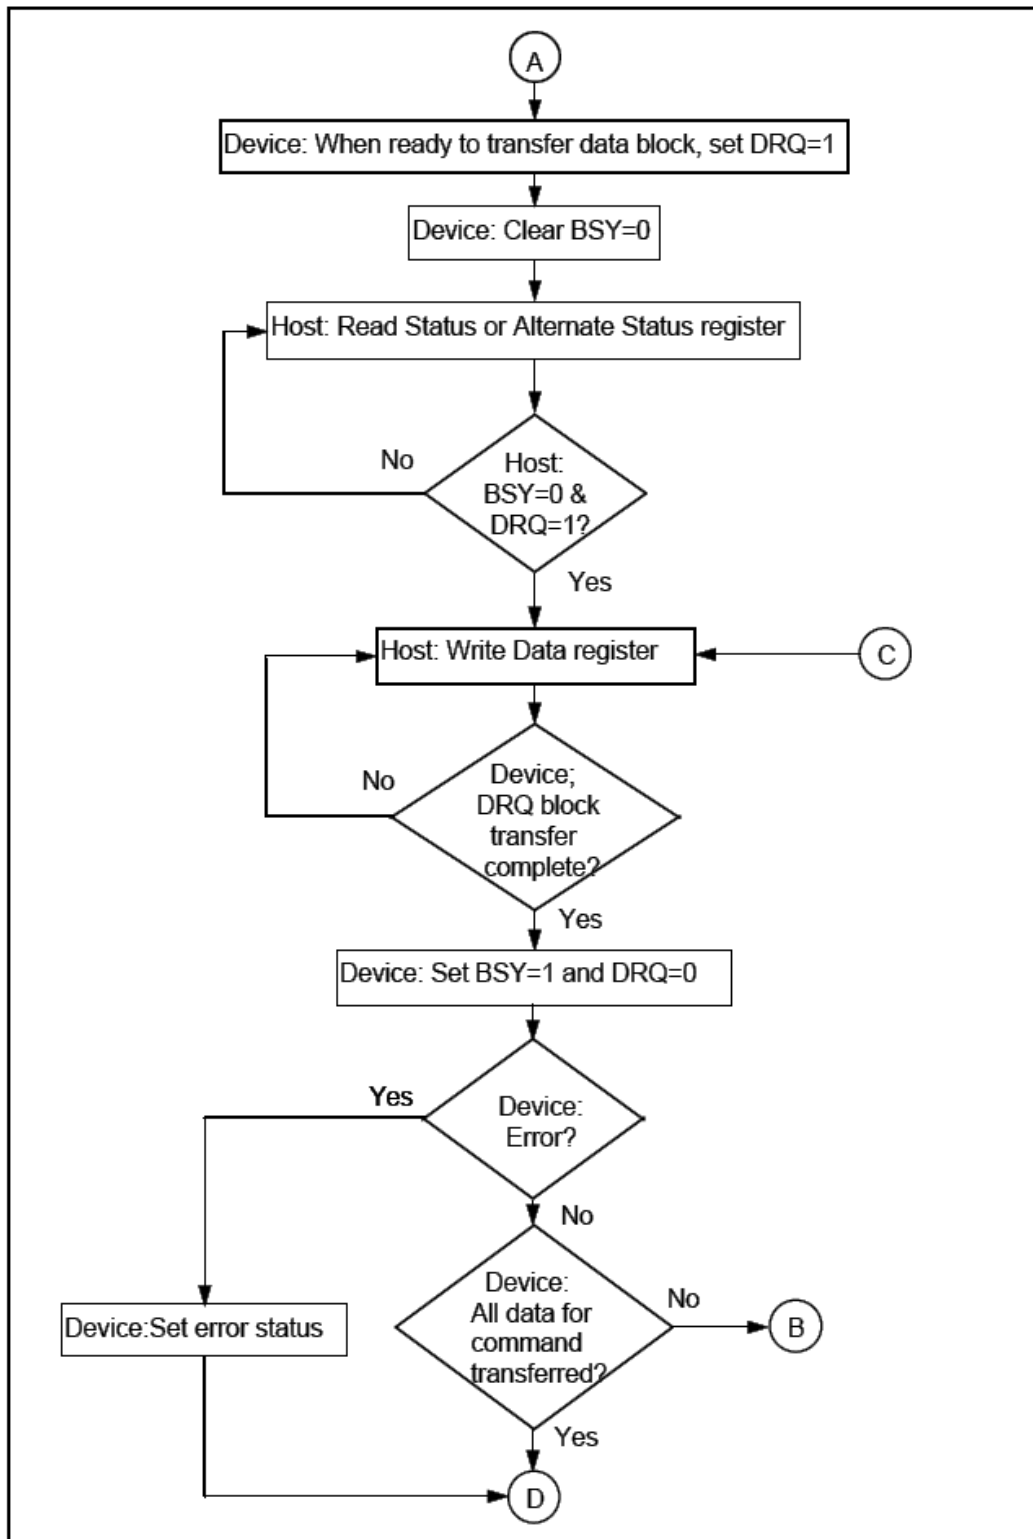 A
Device: When ready to transfer data block, set DRQ=1
Device: Clear BSY=0
Host: Read Status or Alternate Status register
No
Host:
BSY=0 &
DRQ=1?
Yes
Host: Write Data register
C
No
Device;
DRQ block
transfer
complete?
Yes
Device: Set BSY=1 and DRQ=0
Yes
Device:
Error?
No
Device:
All data for
command
transferred?
No
B
Device:Set error status
Yes
D